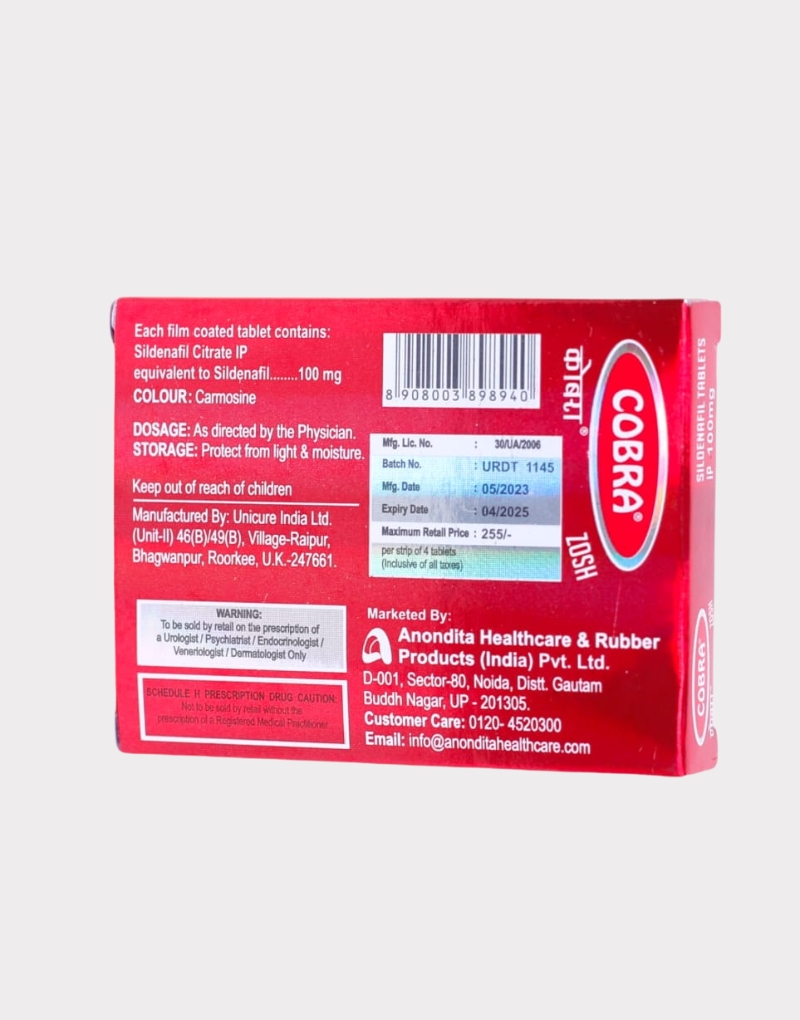 Each film coated tablet contains:
Sildenafil Citrate IP
equivalent to Sildenafil........100 mg
COLOUR: Carmosine
DOSAGE: As directed by the Physician.
STORAGE: Protect from light & moisture.
Keep out of reach of children
Manufactured By: Unicure India Ltd.
(Unit-II) 46(B)/49(B), Village-Raipur,
Bhagwanpur, Roorkee, U.K.-247661.
WARNING:
To be sold by retail on the prescription of
a Urologist / Psychiatrist / Endocrinologist /
Veneriologist / Dermatologist Only
SCHEDULE H PRESCRIPTION DRUG CAUTION:
Not to be sold by retail without the
prescription of a Registered Medical Practitioner
8 908003 898940
Mfg. Lic. No. : 30/UA/2006
Batch No. : URDT 1145
Mfg. Date : 05/2023
Expiry Date : 04/2025
Maximum Retail Price : 255/-
per strip of 4 tablets
(Inclusive of all taxes)
Marketed By:
Anondita Healthcare & Rubber
Products (India) Pvt. Ltd.
D-001, Sector-80, Noida, Distt. Gautam
Buddh Nagar, UP - 201305.
Customer Care: 0120- 4520300
Email: info@anonditahealthcare.com
कोबरा®
COBRA®
ZOSH
SILDENAFIL TABLETS
IP 100mg
COBRA®